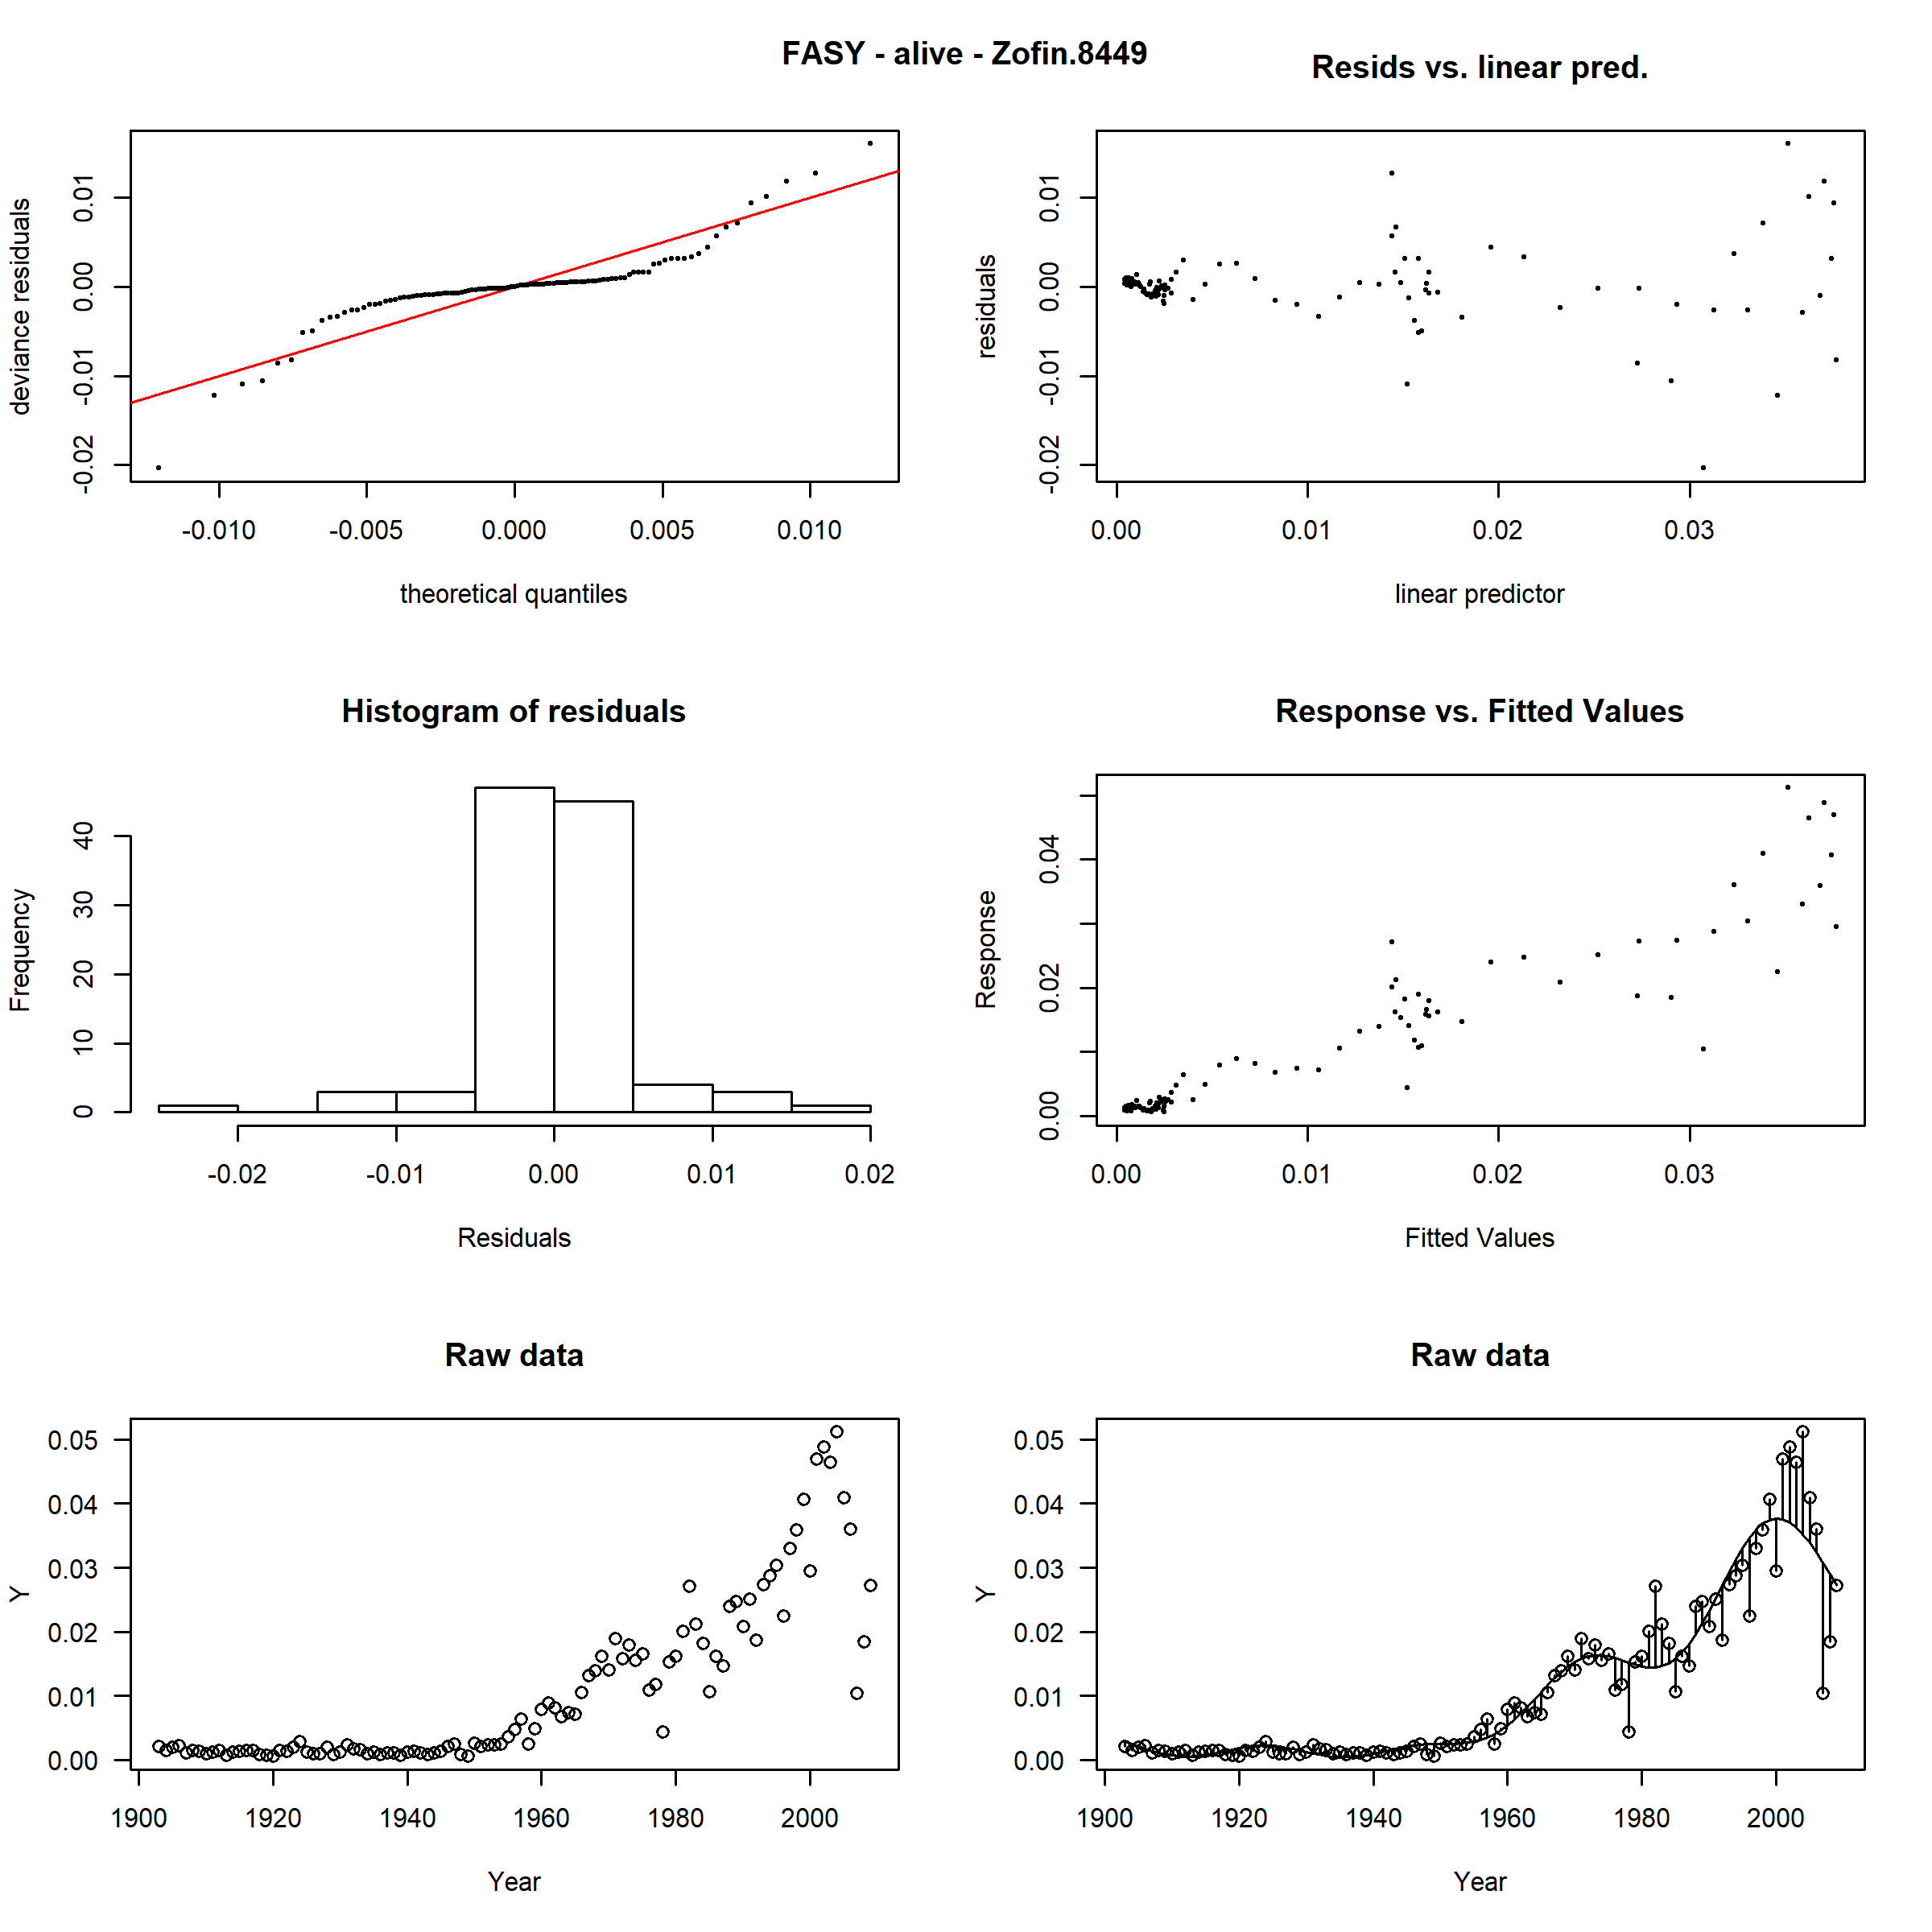 FASY - alive - Zofin.8449
Resids vs. linear pred.
deviance residuals
0.01
0.00
-0.01
-0.02
-0.010 -0.005 0.000 0.005 0.010
theoretical quantiles
residuals
0.01
0.00
-0.01
-0.02
0.00 0.01 0.02 0.03
linear predictor
Histogram of residuals
Frequency
40
30
20
10
0
-0.02 -0.01 0.00 0.01 0.02
Residuals
Response vs. Fitted Values
Response
0.04
0.02
0.00
0.00 0.01 0.02 0.03
Fitted Values
Raw data
Y
0.05
0.04
0.03
0.02
0.01
0.00
1900 1920 1940 1960 1980 2000
Year
Raw data
Y
0.05
0.04
0.03
0.02
0.01
0.00
1900 1920 1940 1960 1980 2000
Year